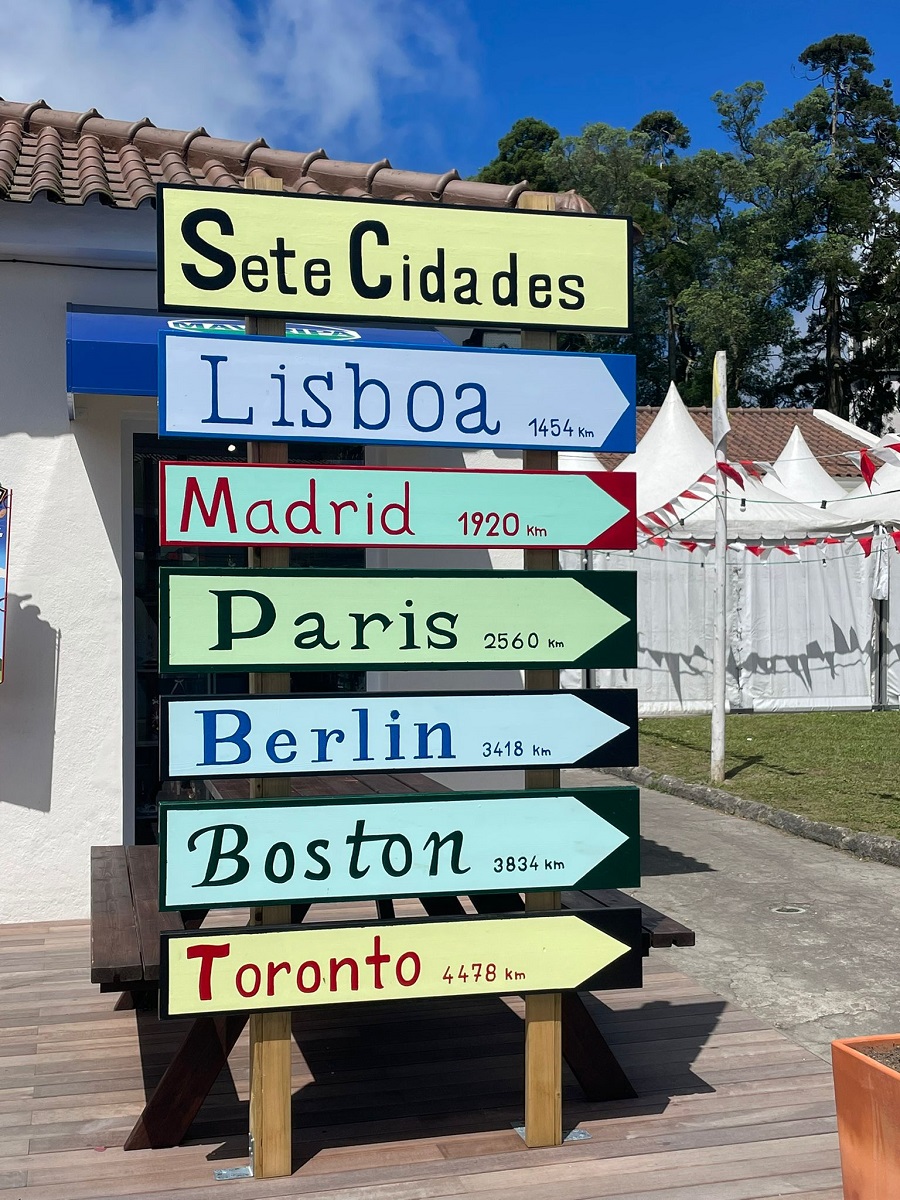 Sete Cidades
Lisboa 1454 Km
Madrid 1920 Km
Paris 2560 Km
Berlin 3418 Km
Boston 3834 Km
Toronto 4478 Km